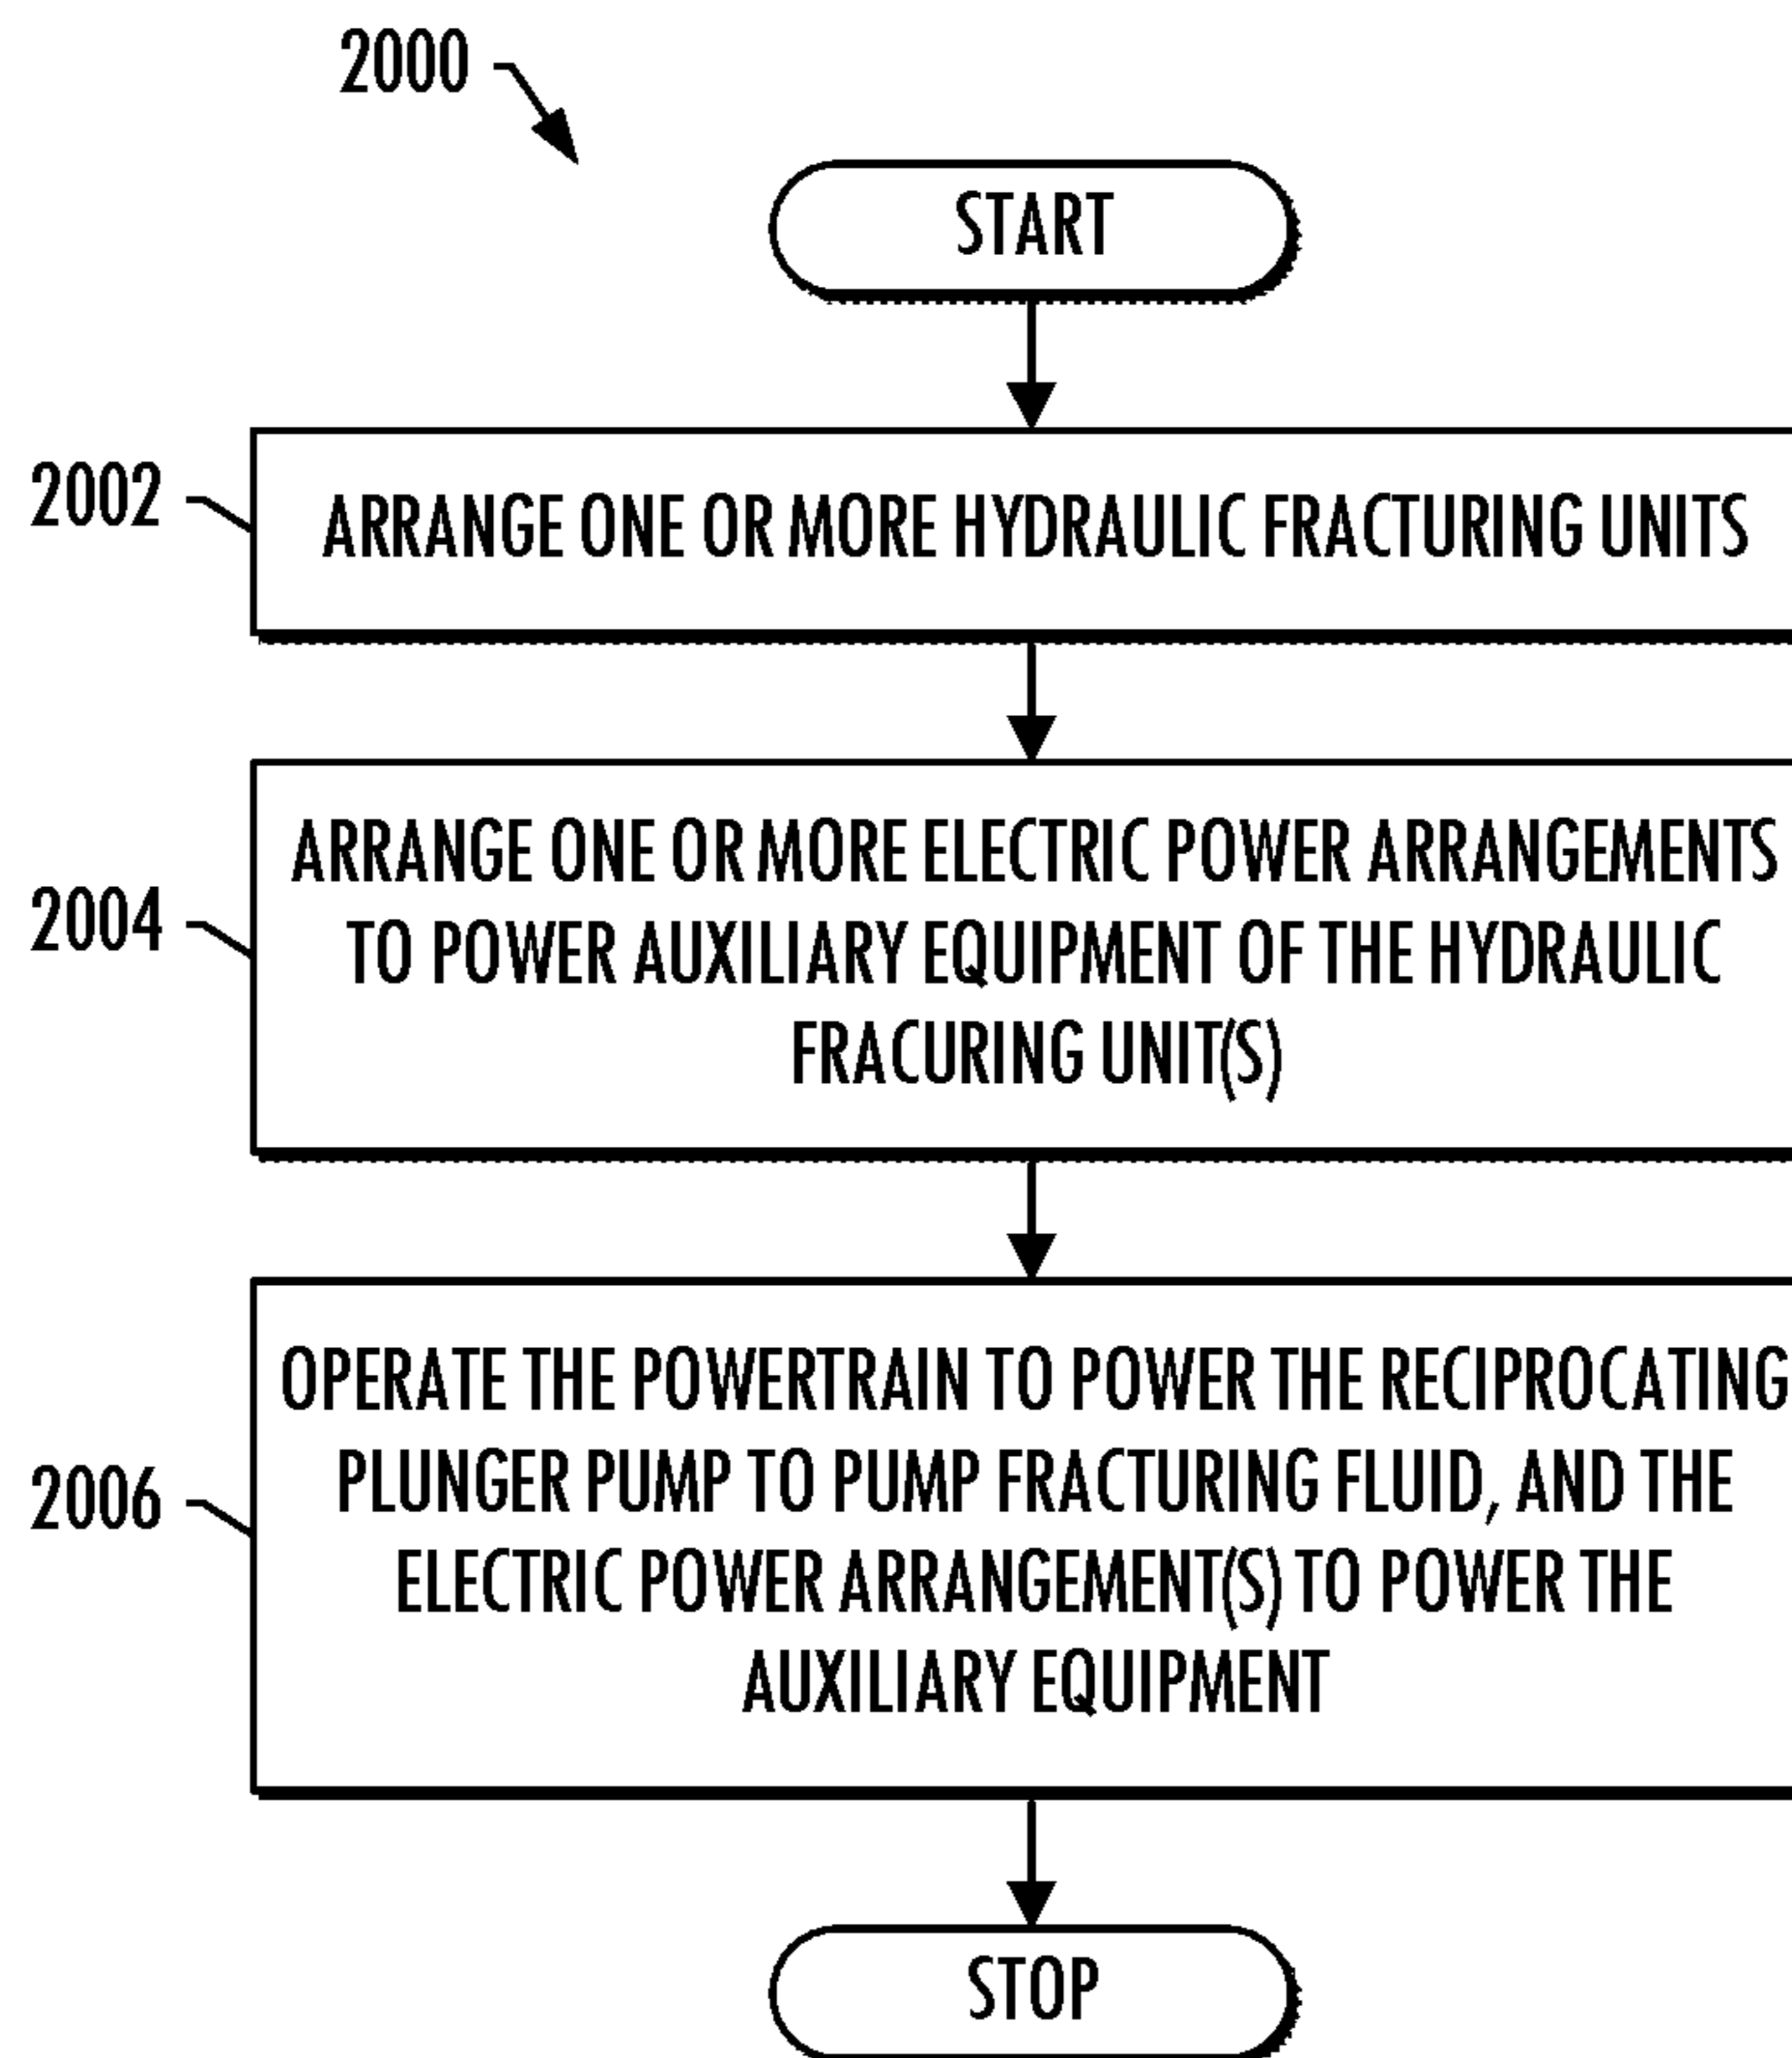 2000
START
2002
ARRANGE ONE OR MORE HYDRAULIC FRACTURING UNITS
ARRANGE ONE OR MORE ELECTRIC POWER ARRANGEMENTS
2004
TO POWER AUXILIARY EQUIPMENT OF THE HYDRAULIC
FRACURING UNIT(S)
OPERATE THE POWERTRAIN TO POWER THE RECIPROCATING
2006
PLUNGER PUMP TO PUMP FRACTURING FLUID, AND THE
ELECTRIC POWER ARRANGEMENT(S) TO POWER THE
AUXILIARY EQUIPMENT
STOP